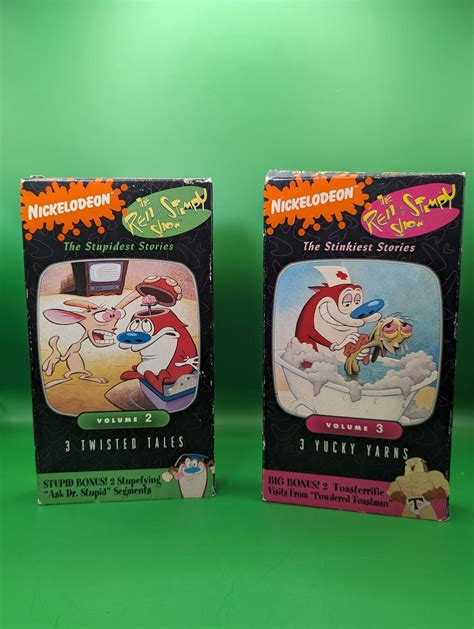 NICKELODEON
THE
REN & STIMPY
SHOW
The Stupidest Stories
VOLUME 2
3 TWISTED TALES
STUPID BONUS! 2 Stupefying
"Ask Dr. Stupid" Segments
NICKELODEON
THE
REN & STIMPY
SHOW
The Stinkiest Stories
VOLUME 3
3 YUCKY YARNS
BIG BONUS! 2 Toasterrific
Visits From "Powdered Toastman"
T